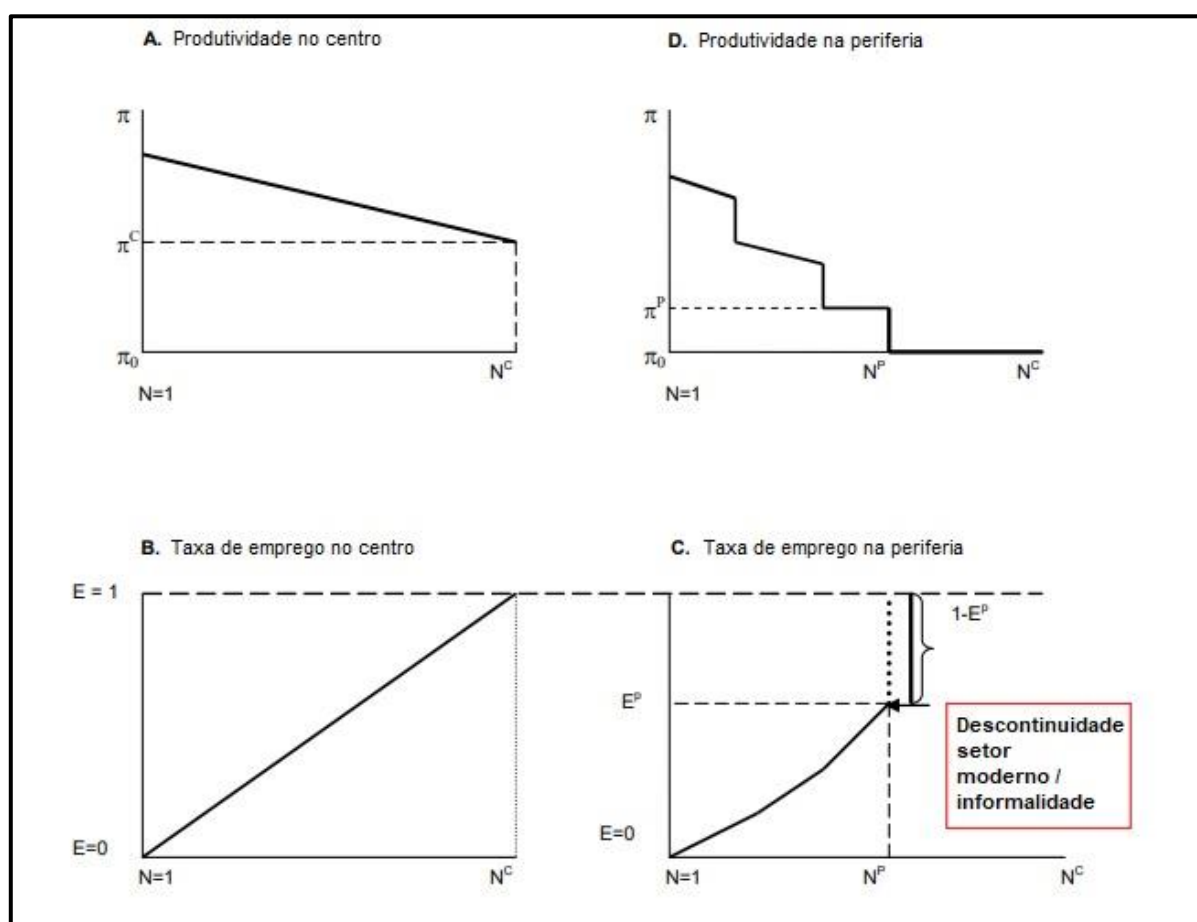 A. Produtividade no centro
D. Produtividade na periferia
π
π^C
π₀
N^C
N=1
π
π^P
π₀
N^P
N^C
N=1
B. Taxa de emprego no centro
C. Taxa de emprego na periferia
E = 1
E=0
N=1
N^C
1-E^p
E^p
Descontinuidade
setor
moderno /
informalidade
E=0
N=1
N^P
N^C